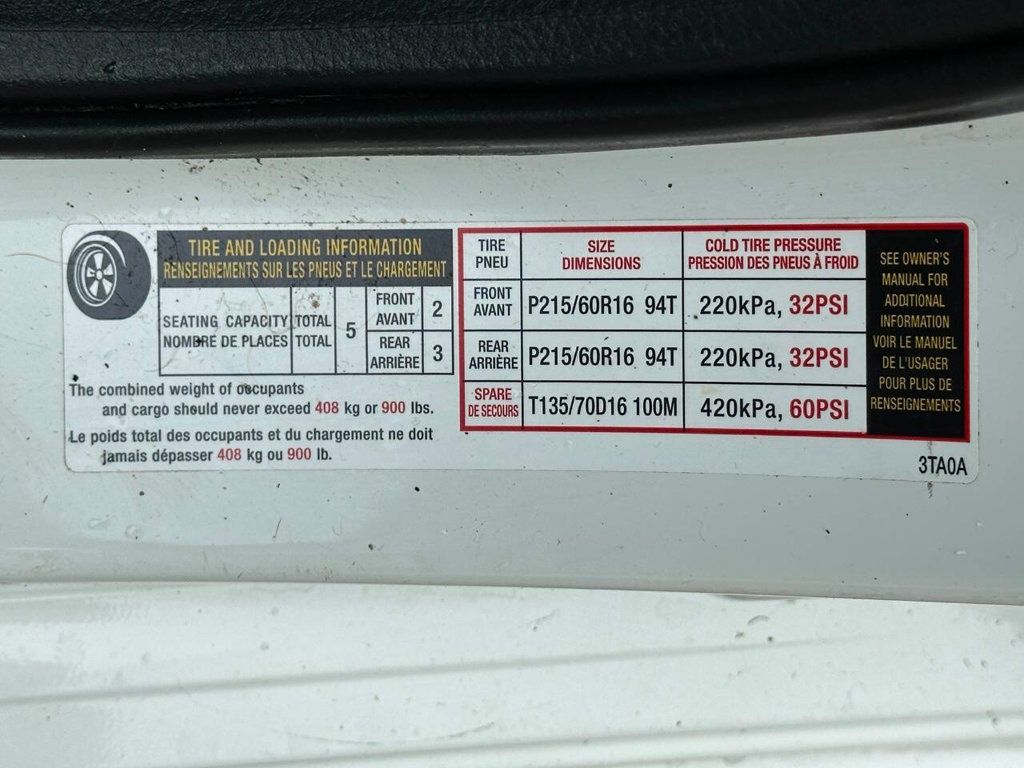 TIRE AND LOADING INFORMATION
RENSEIGNEMENTS SUR LES PNEUS ET LE CHARGEMENT
SEATING CAPACITY
NOMBRE DE PLACES
TOTAL
TOTAL
5
FRONT
AVANT
2
REAR
ARRIÈRE
3
The combined weight of occupants
and cargo should never exceed 408 kg or 900 lbs.
Le poids total des occupants et du chargement ne doit
jamais dépasser 408 kg ou 900 lb.
TIRE
PNEU
SIZE
DIMENSIONS
COLD TIRE PRESSURE
PRESSION DES PNEUS À FROID
FRONT
AVANT
P215/60R16 94T
220kPa, 32PSI
REAR
ARRIÈRE
P215/60R16 94T
220kPa, 32PSI
SPARE
DE SECOURS
T135/70D16 100M
420kPa, 60PSI
SEE OWNER'S
MANUAL FOR
ADDITIONAL
INFORMATION
VOIR LE MANUEL
DE L'USAGER
POUR PLUS DE
RENSEIGNEMENTS
3TA0A